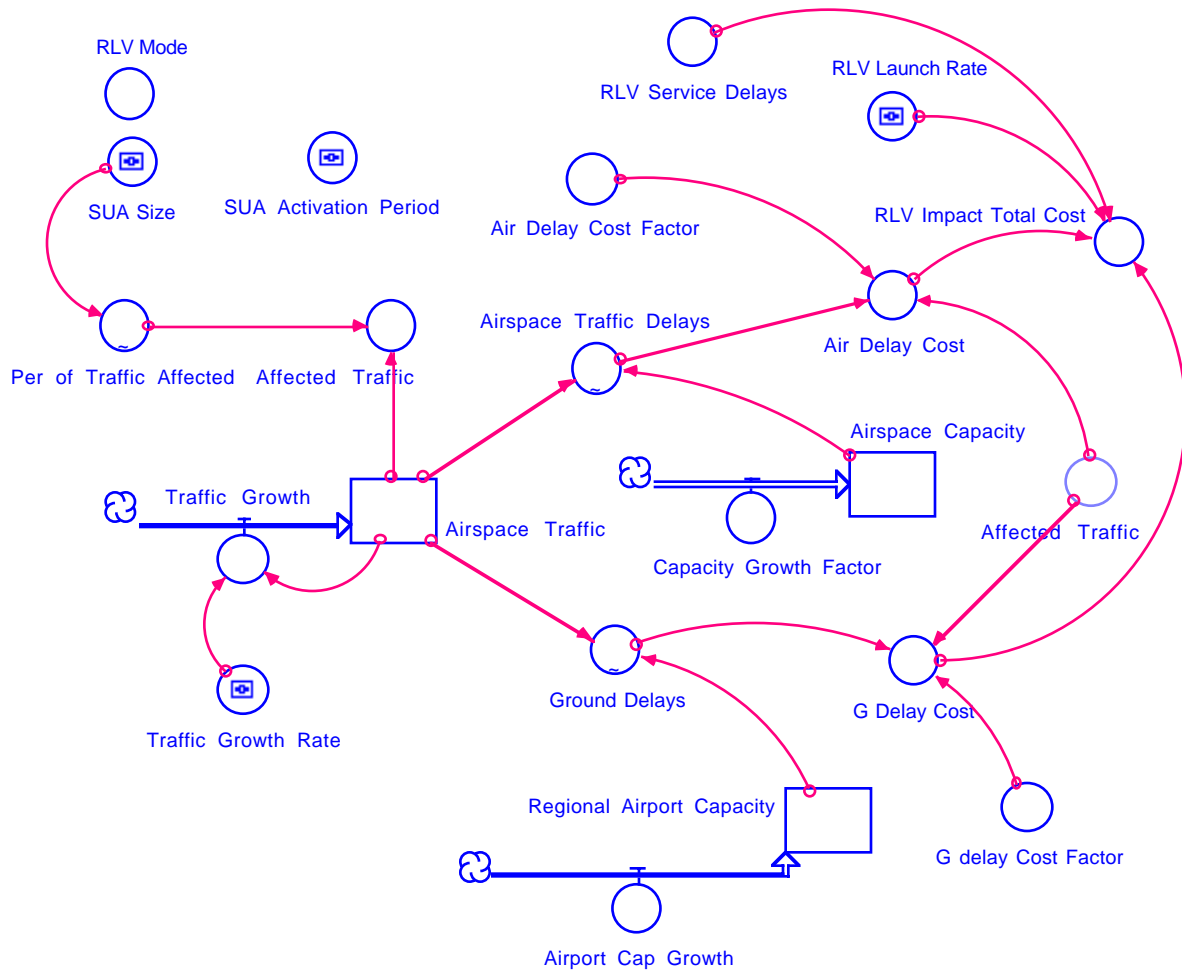 RLV Mode
RLV Service Delays
RLV Launch Rate
SUA Size
SUA Activation Period
Air Delay Cost Factor
RLV Impact Total Cost
Airspace Traffic Delays
Air Delay Cost
Per of Traffic Affected
Affected Traffic
Airspace Capacity
Traffic Growth
Airspace Traffic
Affected Traffic
Capacity Growth Factor
Ground Delays
G Delay Cost
Traffic Growth Rate
Regional Airport Capacity
G delay Cost Factor
Airport Cap Growth